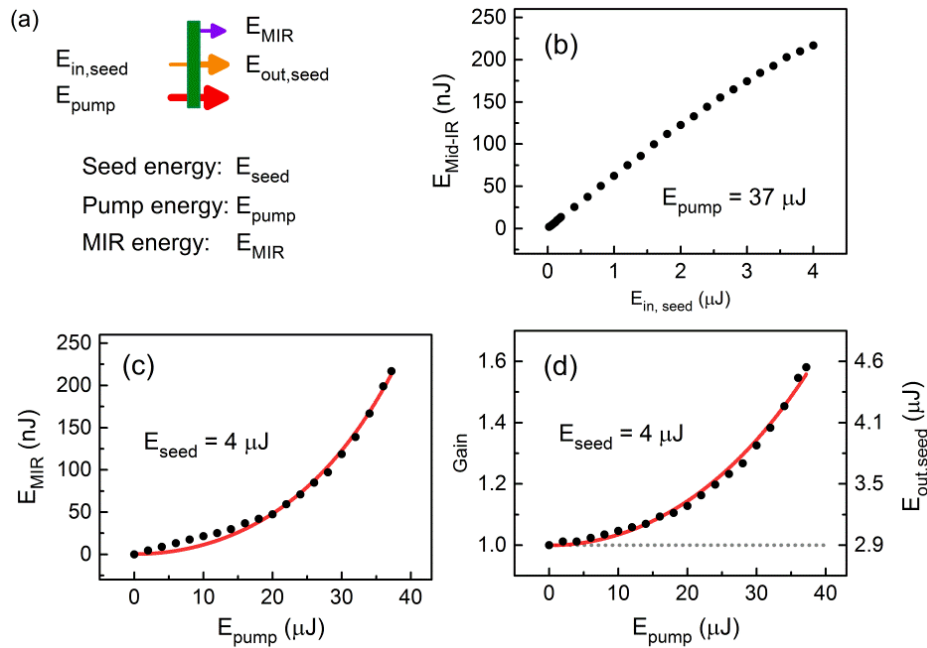 (a)
E_MIR
E_in,seed
E_out,seed
E_pump
Seed energy: E_seed
Pump energy: E_pump
MIR energy: E_MIR
(b)
E_Mid-IR (nJ)
250
200
150
100
50
0
E_pump = 37 μJ
0 1 2 3 4
E_in, seed (μJ)
(c)
E_MIR (nJ)
250
200
150
100
50
0
E_seed = 4 μJ
0 10 20 30 40
E_pump (μJ)
(d)
Gain
1.6
1.4
1.2
1.0
E_seed = 4 μJ
4.6
4.1
3.5
2.9
E_out,seed (μJ)
0 10 20 30 40
E_pump (μJ)